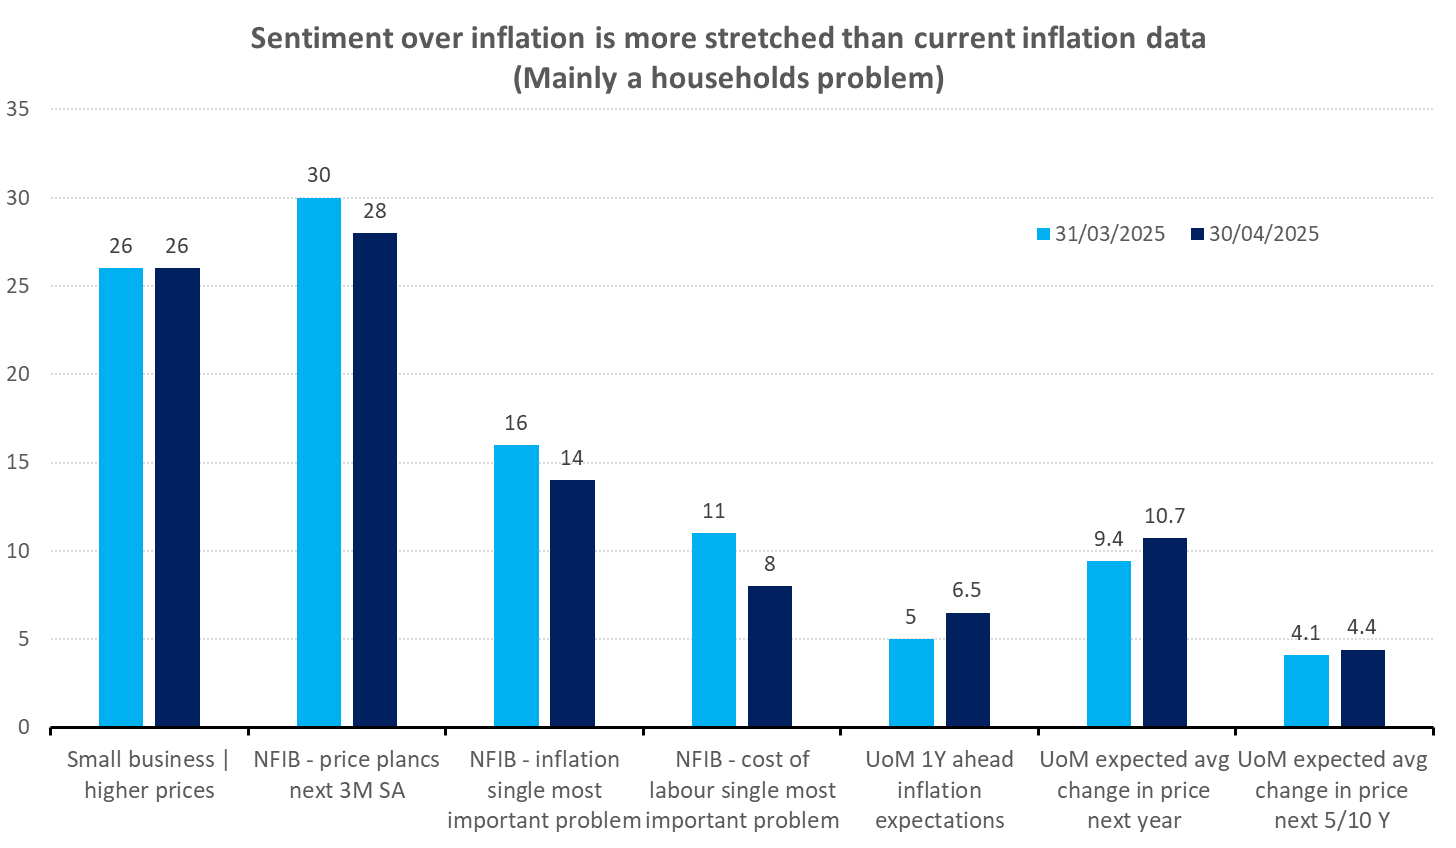 Sentiment over inflation is more stretched than current inflation data
(Mainly a households problem)
35
30
25
20
15
10
5
0
31/03/2025
30/04/2025
26
26
30
28
16
14
11
8
5
6.5
9.4
10.7
4.1
4.4
Small business |
higher prices
NFIB - price plancs
next 3M SA
NFIB - inflation
single most
important problem
NFIB - cost of
labour single most
important problem
UoM 1Y ahead
inflation
expectations
UoM expected avg
change in price
next year
UoM expected avg
change in price
next 5/10 Y